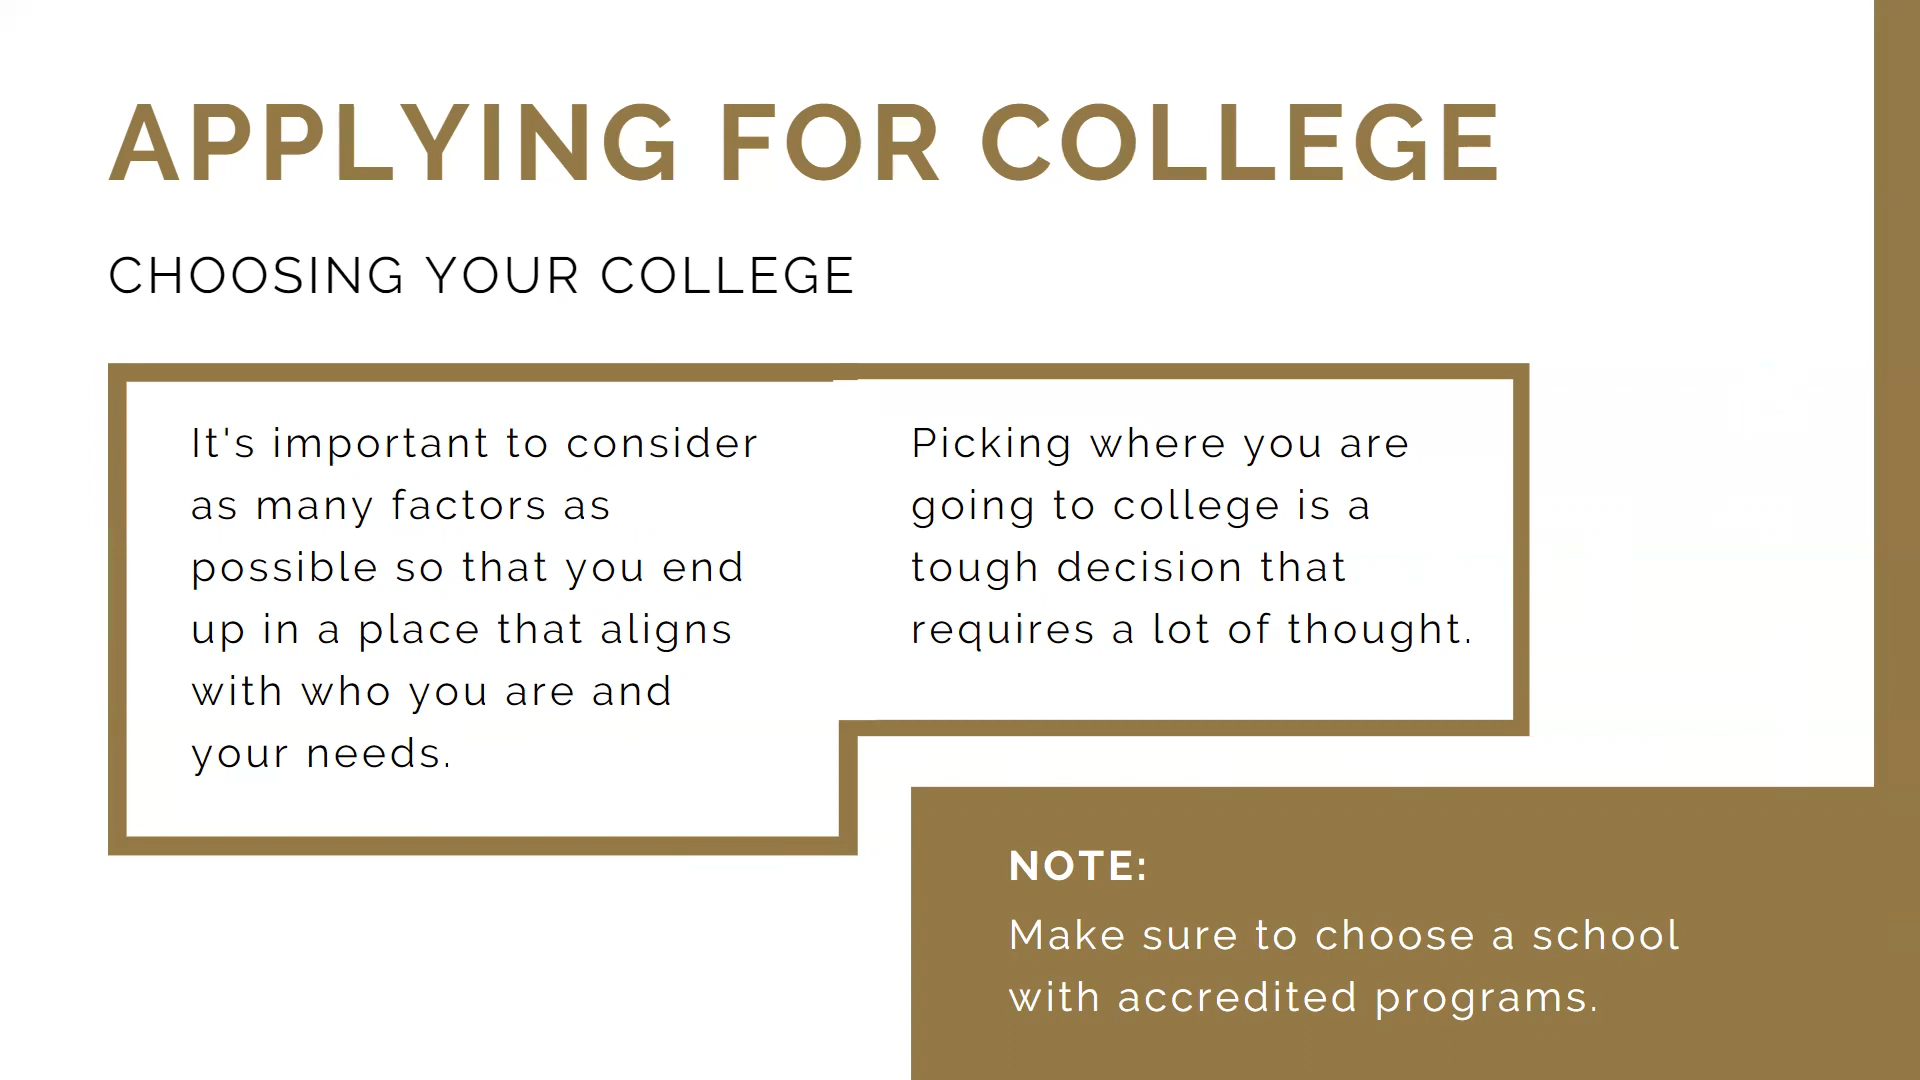 APPLYING FOR COLLEGE
CHOOSING YOUR COLLEGE
It's important to consider
as many factors as
possible so that you end
up in a place that aligns
with who you are and
your needs.
Picking where you are
going to college is a
tough decision that
requires a lot of thought.
NOTE:
Make sure to choose a school
with accredited programs.